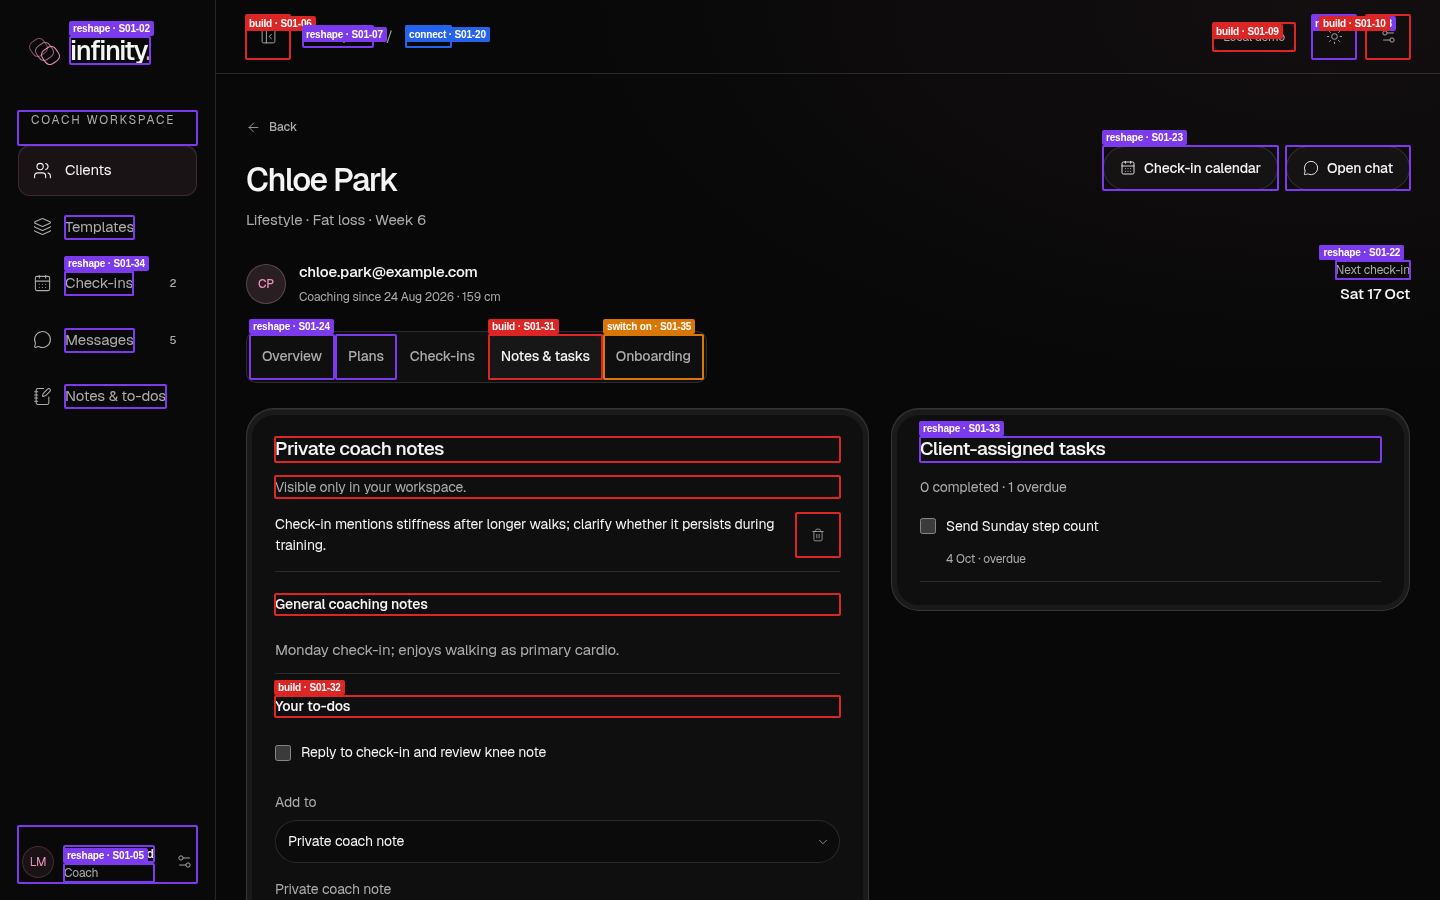 reshape · S01-02
infinity.
COACH WORKSPACE
Clients
Templates
reshape · S01-34
Check-ins
2
Messages
5
Notes & to-dos
LM
reshape · S01-05
Coach
build · S01-06
reshape · S01-07
/
connect · S01-20
build · S01-09
build · S01-10
Back
Chloe Park
Lifestyle · Fat loss · Week 6
reshape · S01-23
Check-in calendar
Open chat
CP
chloe.park@example.com
Coaching since 24 Aug 2026 · 159 cm
reshape · S01-22
Next check-in
Sat 17 Oct
reshape · S01-24
build · S01-31
switch on · S01-35
Overview
Plans
Check-ins
Notes & tasks
Onboarding
Private coach notes
Visible only in your workspace.
Check-in mentions stiffness after longer walks; clarify whether it persists during
training.
General coaching notes
Monday check-in; enjoys walking as primary cardio.
build · S01-32
Your to-dos
Reply to check-in and review knee note
Add to
Private coach note
Private coach note
reshape · S01-33
Client-assigned tasks
0 completed · 1 overdue
Send Sunday step count
4 Oct · overdue